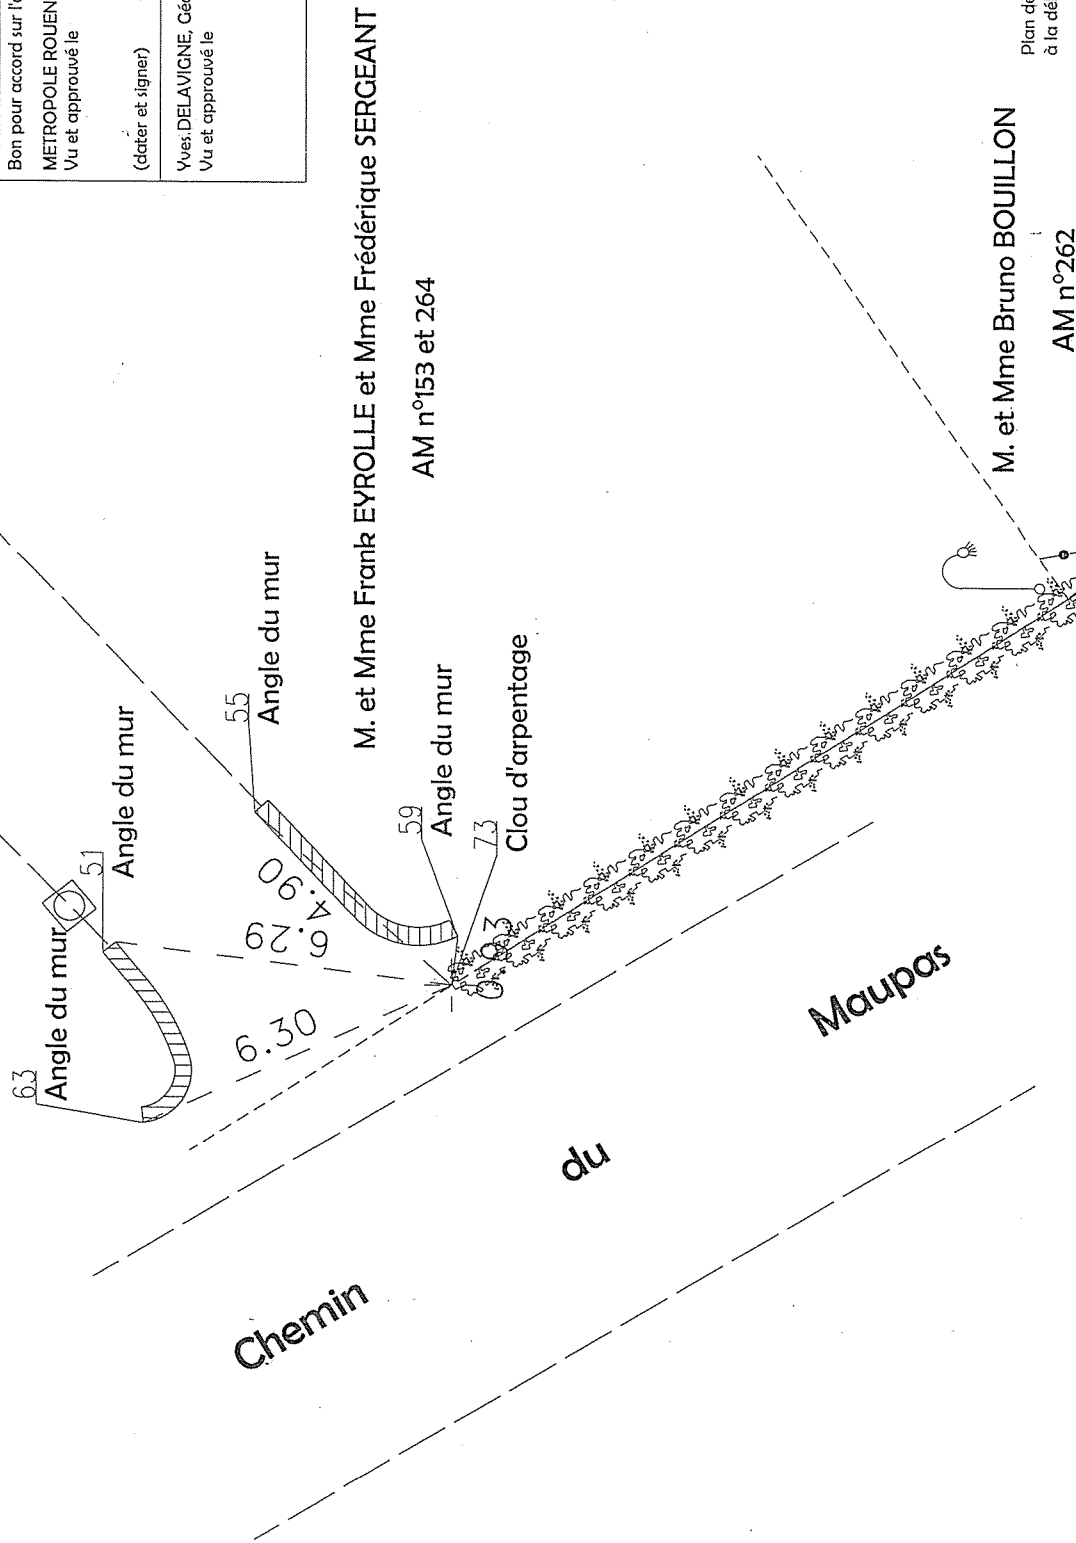 Bon pour accord sur l'
METROPOLE ROUEN
Vu et approuvé le
(dater et signer)
Yves DELAVIGNE, Géo
Vu et approuvé le
M. et Mme Frank EYROLLE et Mme Frédérique SERGEANT
AM n°153 et 264
63
Angle du mur
51
Angle du mur
55
Angle du mur
59
Angle du mur
73
Clou d'arpentage
4.90
6.29
6.30
M. et Mme Bruno BOUILLON
AM n°262
Plan de
à la dé
Chemin
du
Maupas